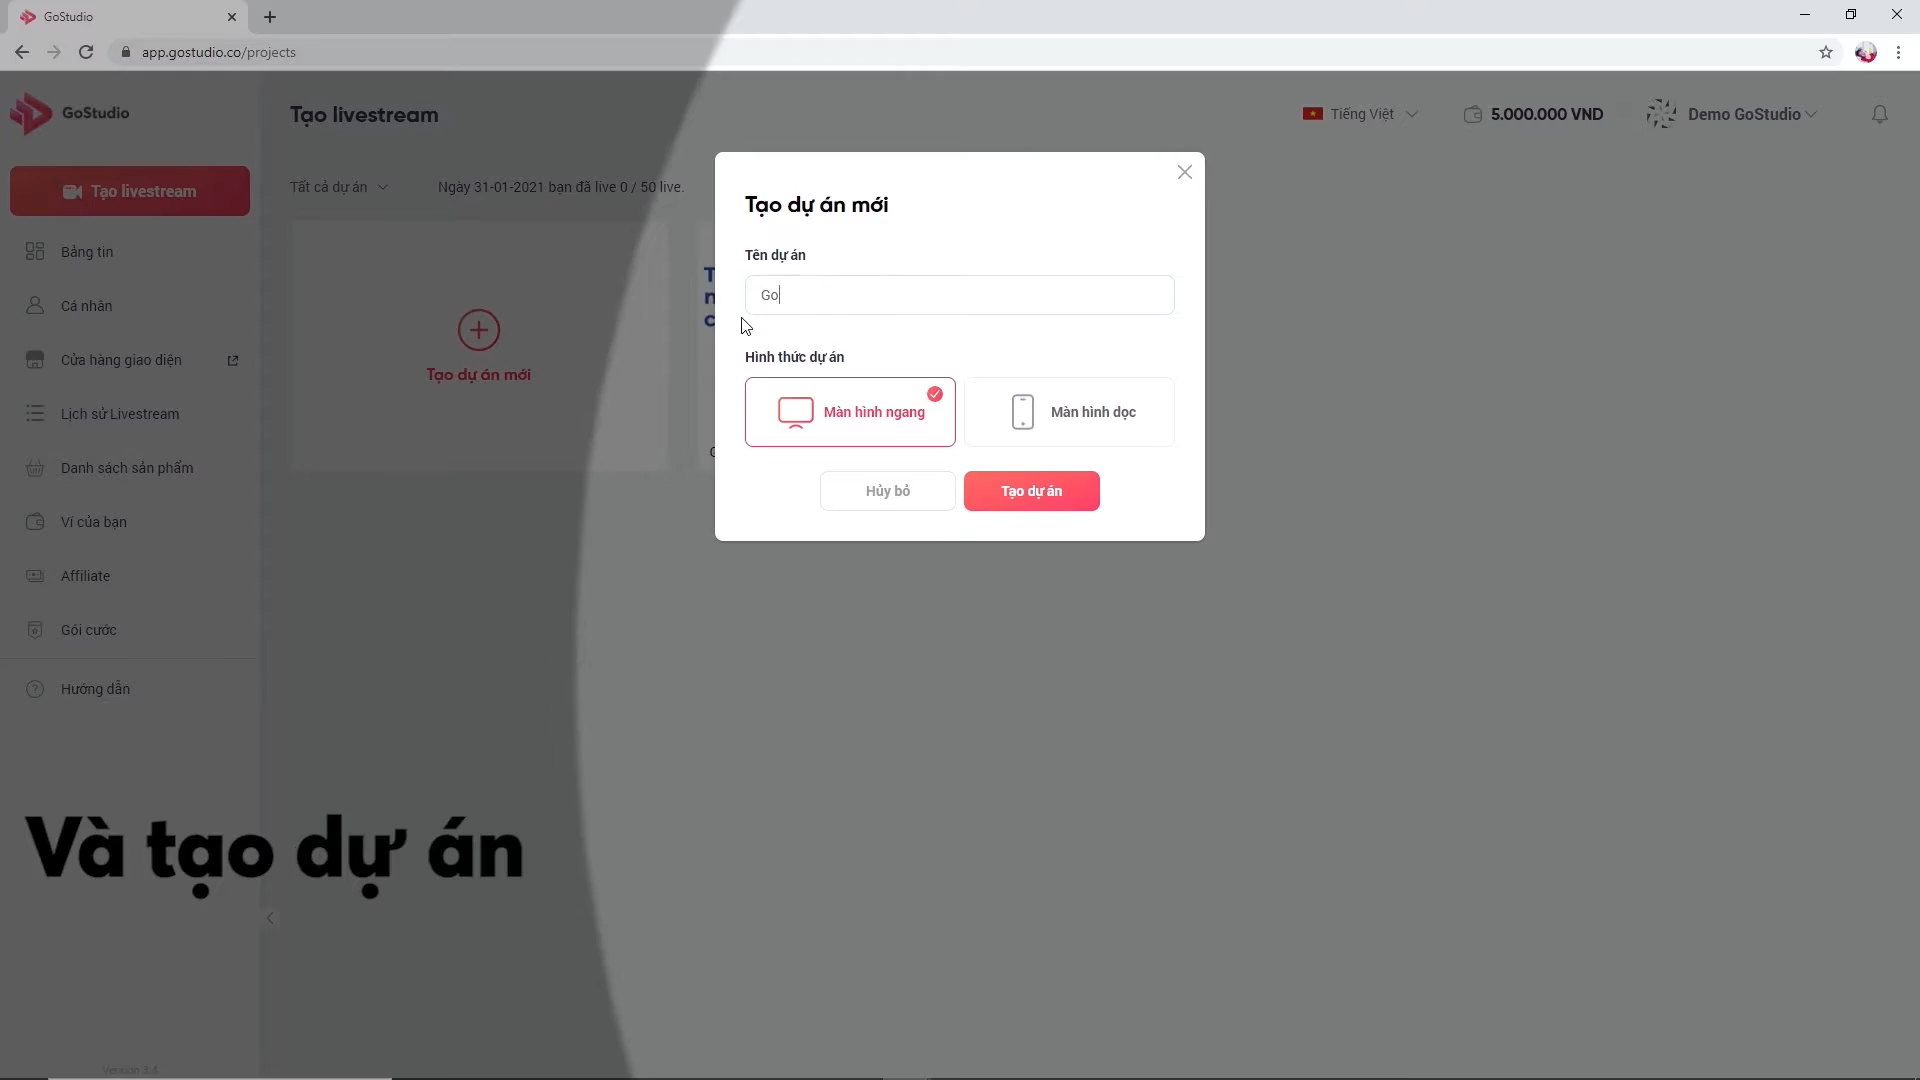 GoStudio
app.gostudio.co/projects
GoStudio
Tạo livestream
Tiếng Việt
5.000.000 VND
Demo GoStudio
Tạo livestream
Tất cả dự án
Ngày 31-01-2021 bạn đã live 0 / 50 live.
Bảng tin
Cá nhân
Cửa hàng giao diện
Lịch sử Livestream
Danh sách sản phẩm
Ví của bạn
Affiliate
Gói cước
Hướng dẫn
Tạo dự án mới
Tạo dự án mới
Tên dự án
Go
Hình thức dự án
Màn hình ngang
Màn hình dọc
Hủy bỏ
Tạo dự án
Và tạo dự án
Version 3.4